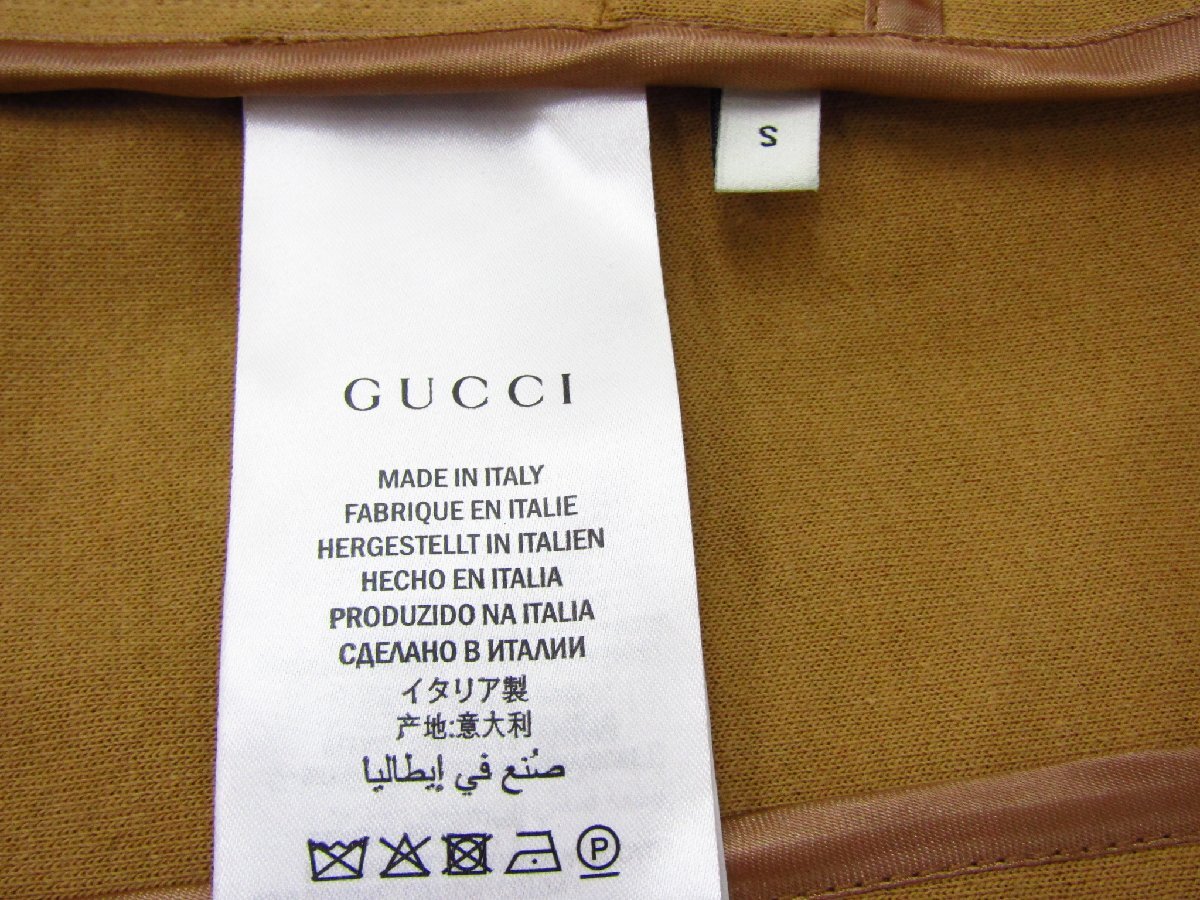 S
GUCCI
MADE IN ITALY
FABRIQUE EN ITALIE
HERGESTELLT IN ITALIEN
HECHO EN ITALIA
PRODUZIDO NA ITALIA
СДЕЛАНО В ИТАЛИИ
イタリア製
产地:意大利
صُنع في إيطاليا
P